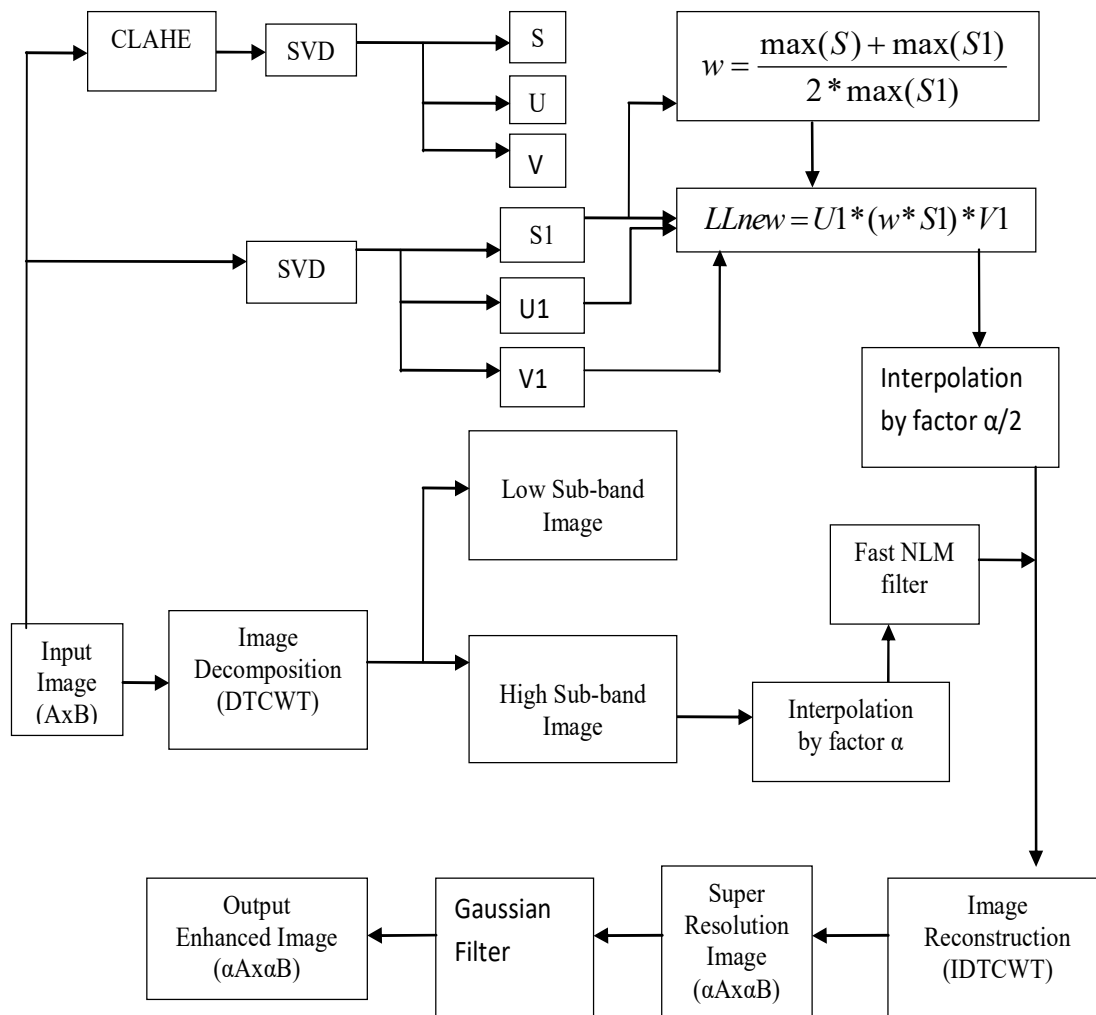 CLAHE
SVD
S
U
V
w = max(S) + max(S1) / 2 * max(S1)
SVD
S1
U1
V1
LLnew = U1*(w*S1)*V1
Interpolation
by factor α/2
Low Sub-band
Image
Fast NLM
filter
Input
Image
(AxB)
Image
Decomposition
(DTCWT)
High Sub-band
Image
Interpolation
by factor α
Output
Enhanced Image
(αAxαB)
Gaussian
Filter
Super
Resolution
Image
(αAxαB)
Image
Reconstruction
(IDTCWT)